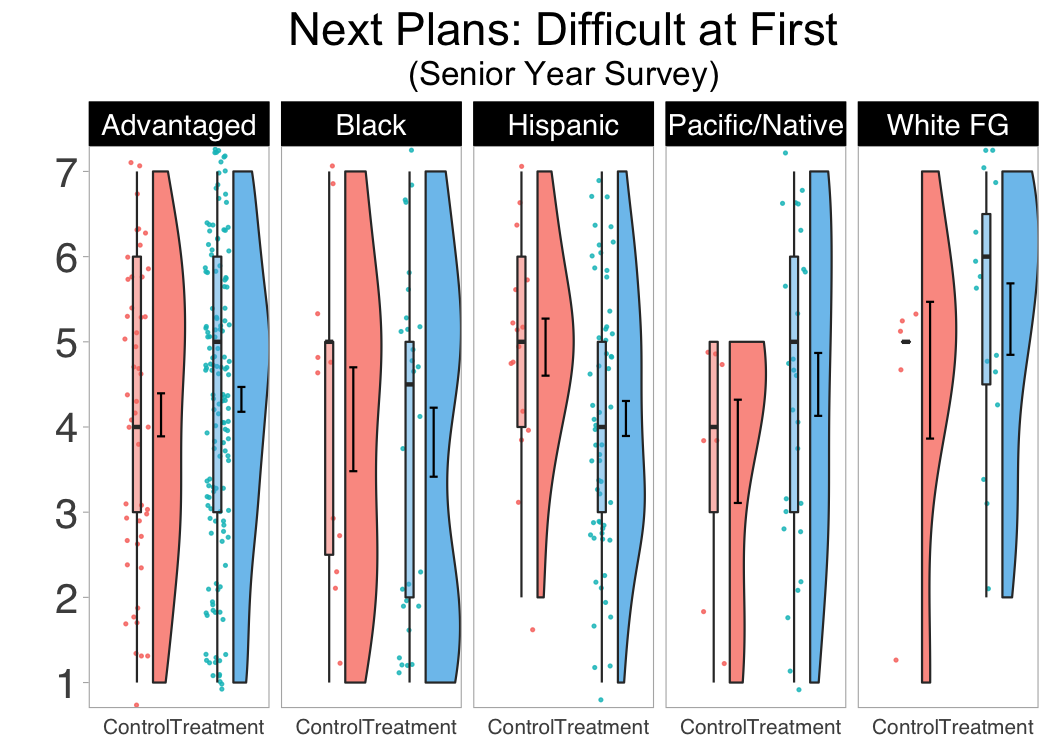 Next Plans: Difficult at First
(Senior Year Survey)
Advantaged Black Hispanic Pacific/Native White FG
7
6
5
4
3
2
1
ControlTreatment ControlTreatment ControlTreatment ControlTreatment ControlTreatment